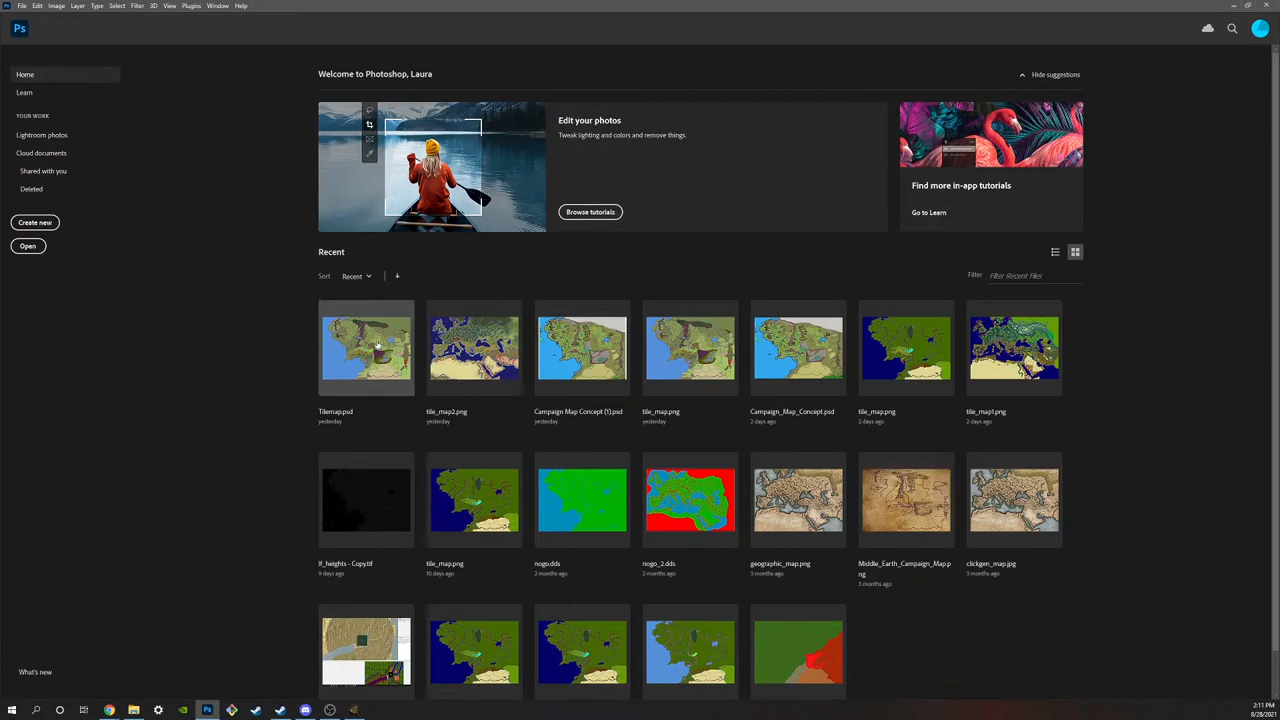 File Edit Image Layer Type Select Filter 3D View Plugins Window Help
Ps
Home
Learn
YOUR WORK
Lightroom photos
Cloud documents
Shared with you
Deleted
Create new
Open
Welcome to Photoshop, Laura
Hide suggestions
Edit your photos
Tweak lighting and colors and remove things.
Browse tutorials
Find more in-app tutorials
Go to Learn
Recent
Sort Recent
Filter Filter Recent Files
Tilemap.psd tile_map2.png Campaign Map Concept (1).psd tile_map.png Campaign_Map_Concept.psd tile_map.png tile_map1.png
yesterday yesterday yesterday yesterday 2 days ago 2 days ago 2 days ago
lf_heights - Copy.tif tile_map.png nogo.dds nogo_2.dds geographic_map.png Middle_Earth_Campaign_Map.p clickgen_map.jpg
ng
9 days ago 10 days ago 2 months ago 2 months ago 3 months ago 3 months ago 3 months ago
What's new
Ps
2:11 PM
8/28/2021